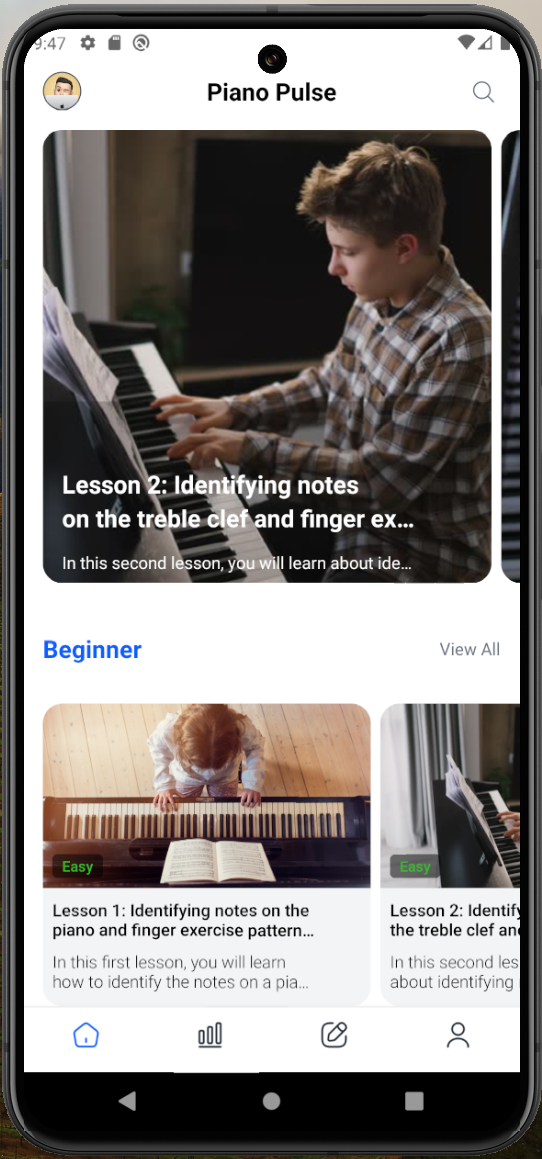 9:47
Piano Pulse
Lesson 2: Identifying notes
on the treble clef and finger ex...
In this second lesson, you will learn about ide...
Beginner
View All
Easy
Lesson 1: Identifying notes on the
piano and finger exercise pattern...
In this first lesson, you will learn
how to identify the notes on a pia...
Easy
Lesson 2: Identify
the treble clef and
In this second les
about identifying